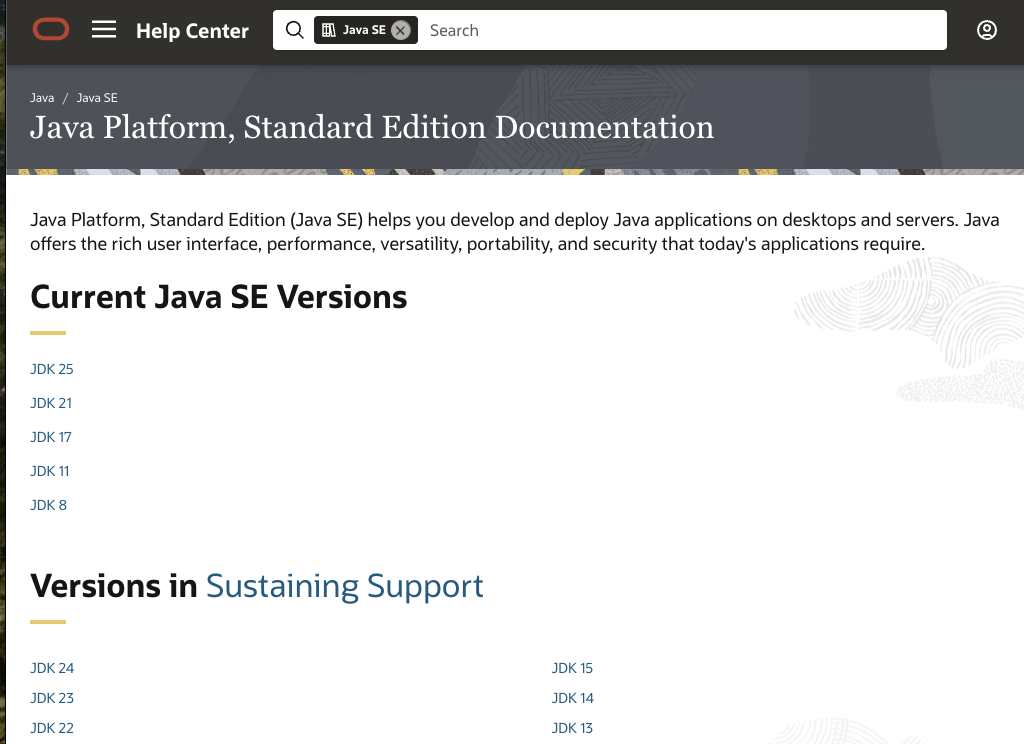 Help Center
Java SE
Search
Java / Java SE
Java Platform, Standard Edition Documentation
Java Platform, Standard Edition (Java SE) helps you develop and deploy Java applications on desktops and servers. Java
offers the rich user interface, performance, versatility, portability, and security that today's applications require.
Current Java SE Versions
JDK 25
JDK 21
JDK 17
JDK 11
JDK 8
Versions in Sustaining Support
JDK 24
JDK 23
JDK 22
JDK 15
JDK 14
JDK 13